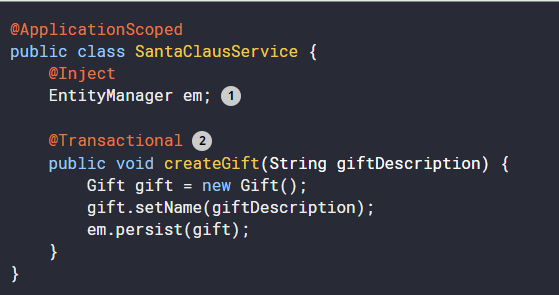 @ApplicationScoped
public class SantaClausService {
    @Inject
    EntityManager em; 1
    @Transactional 2
    public void createGift(String giftDescription) {
        Gift gift = new Gift();
        gift.setName(giftDescription);
        em.persist(gift);
    }
}